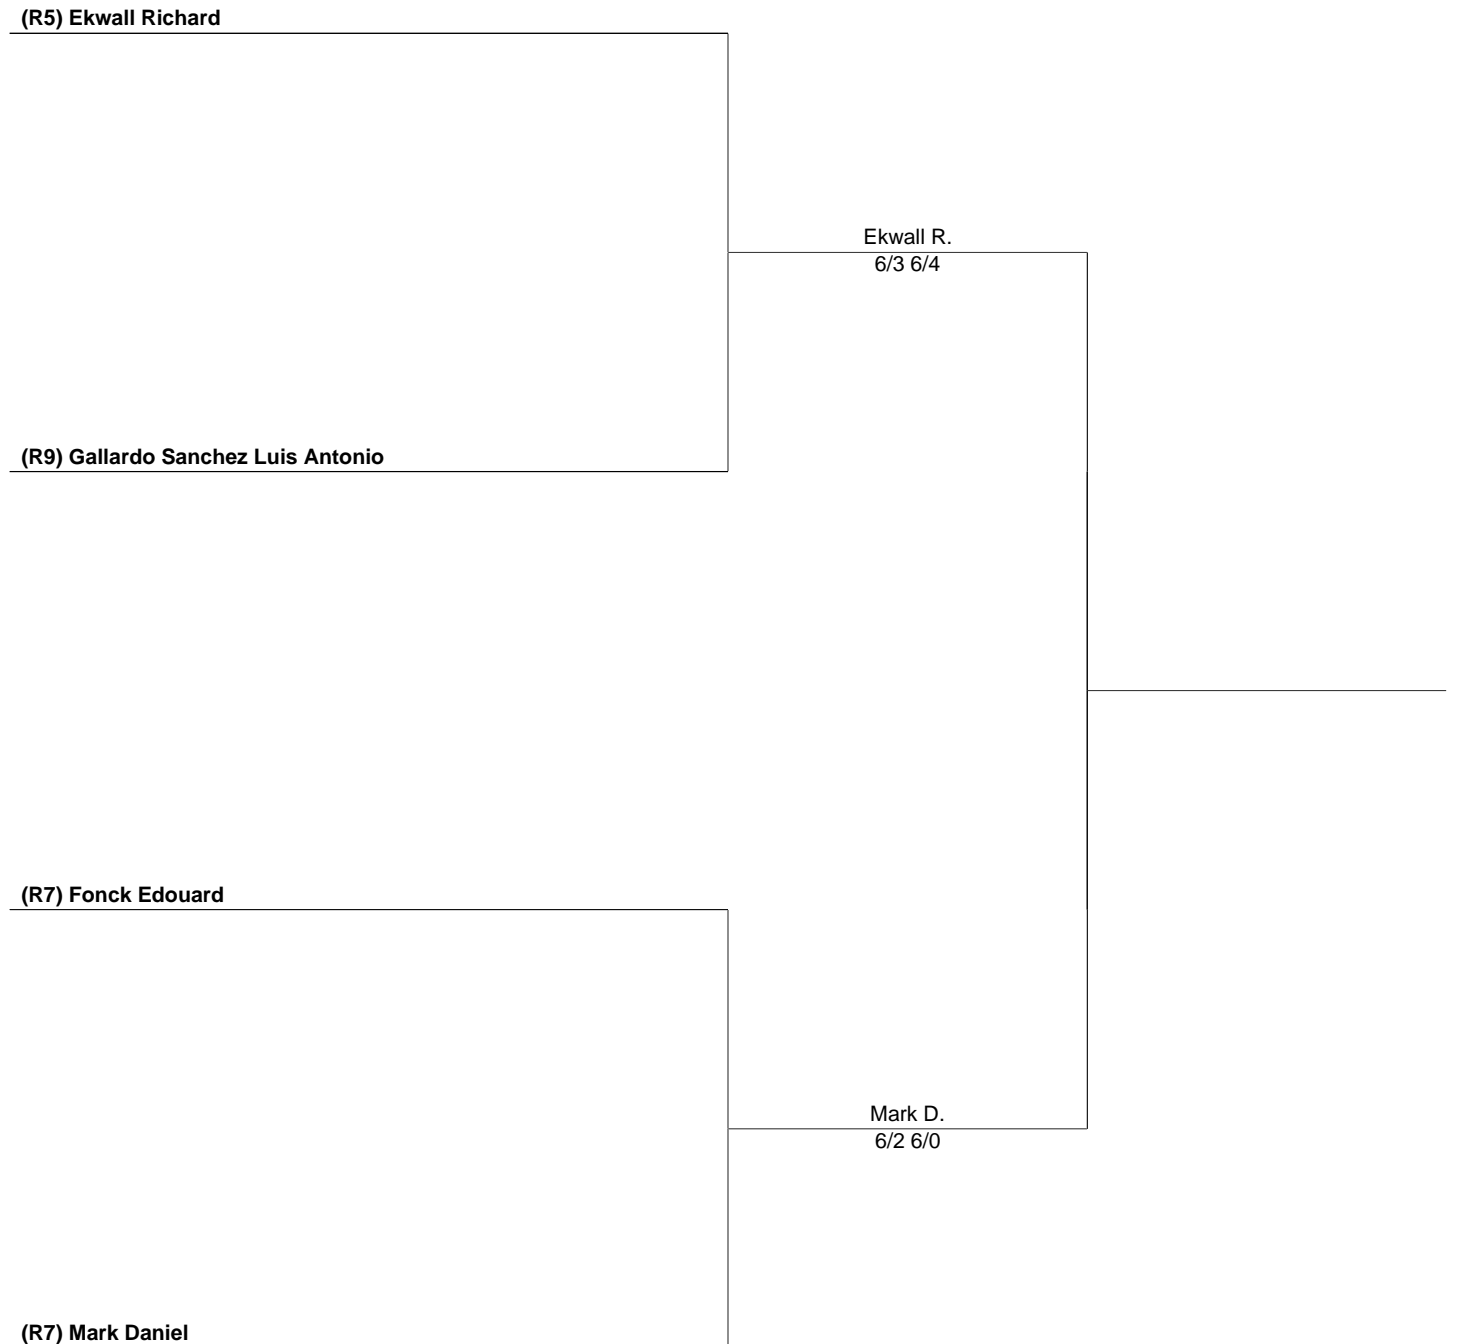 (R5) Ekwall Richard
Ekwall R.
6/3 6/4
(R9) Gallardo Sanchez Luis Antonio
(R7) Fonck Edouard
Mark D.
6/2 6/0
(R7) Mark Daniel